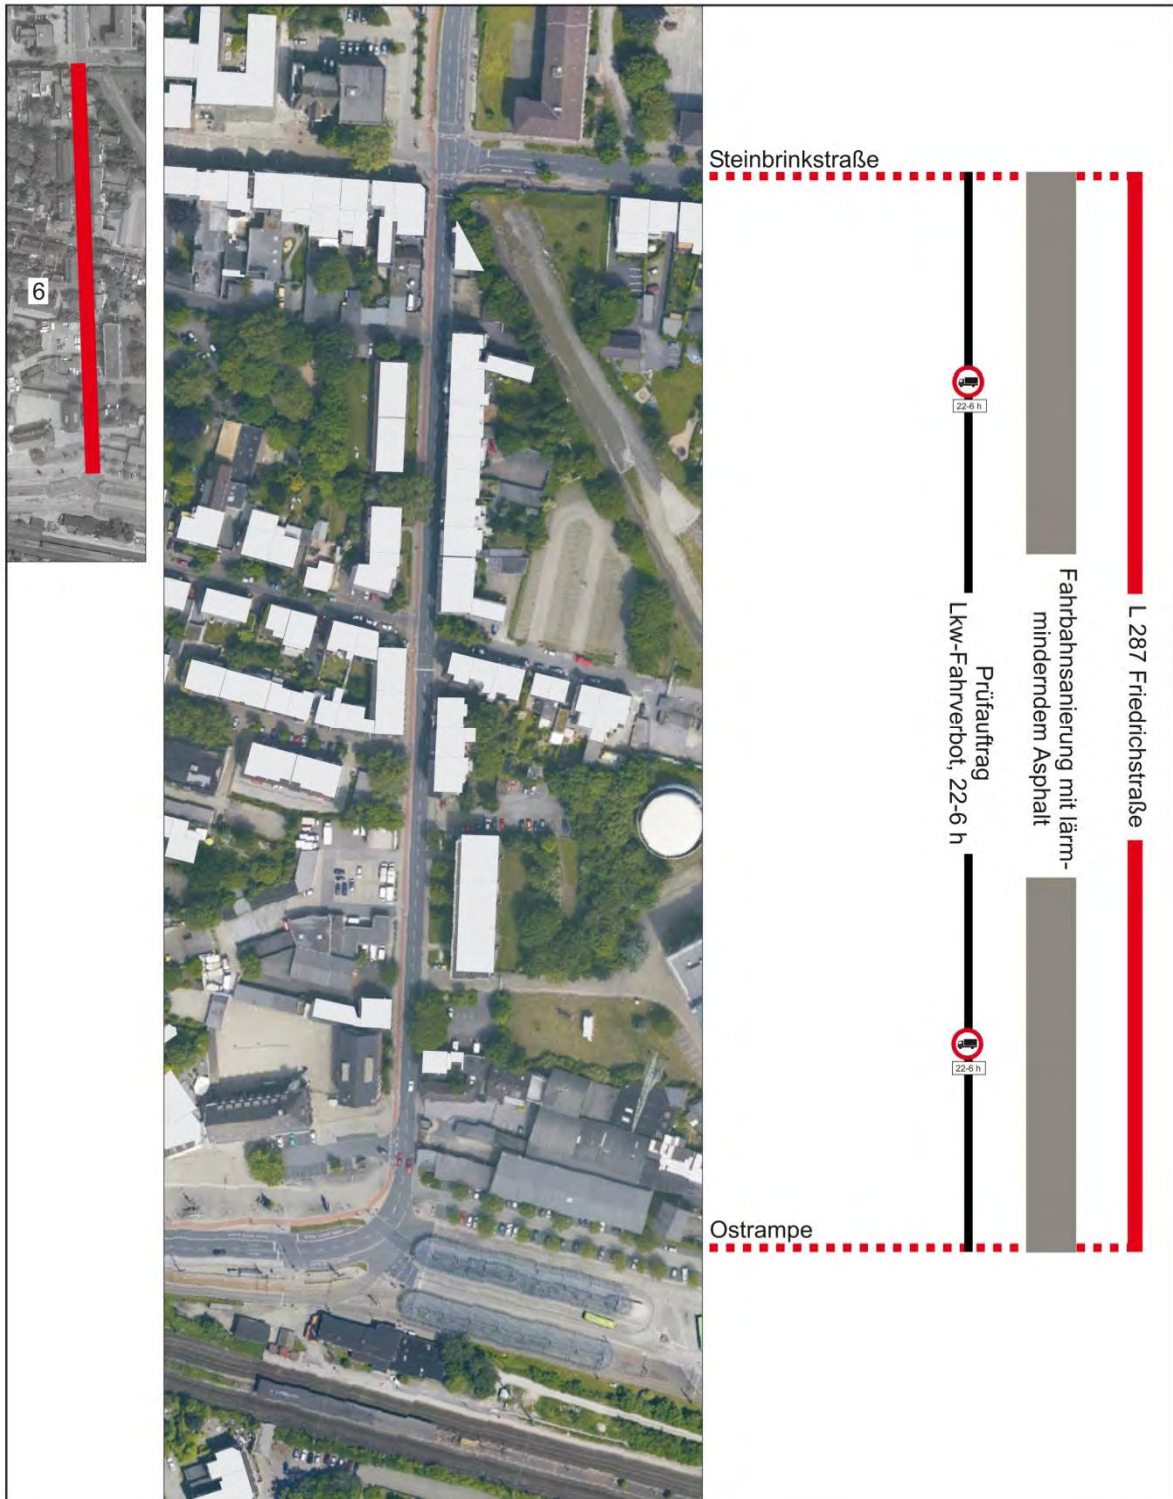 6
Steinbrinkstraße
22-6 h
L 287 Friedrichstraße
Fahrbahnsanierung mit lärm-
minderndem Asphalt
Prüfauftrag
Lkw-Fahrverbot, 22-6 h
22-6 h
Ostrampe